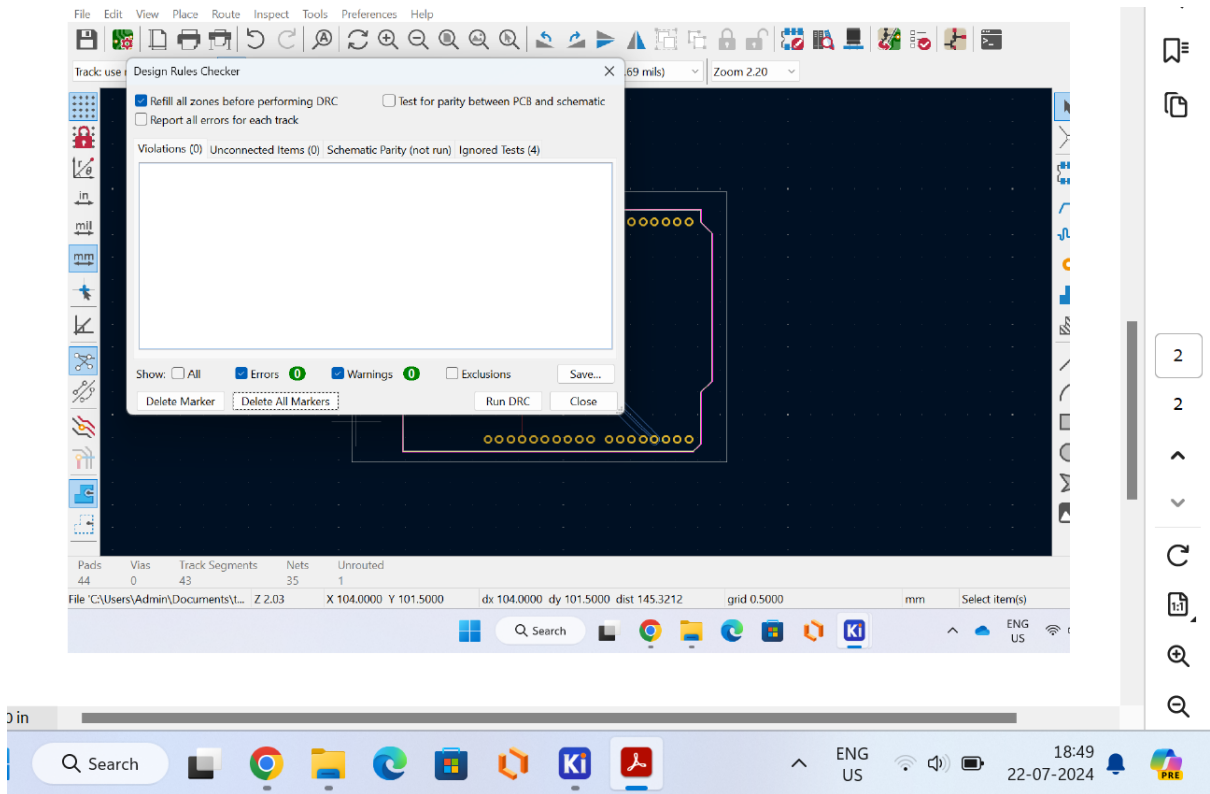 File Edit View Place Route Inspect Tools Preferences Help
Track: use
Design Rules Checker
.69 mils)
Zoom 2.20
Refill all zones before performing DRC
Test for parity between PCB and schematic
Report all errors for each track
Violations (0) Unconnected Items (0) Schematic Parity (not run) Ignored Tests (4)
in
mil
mm
Show: All Errors 0 Warnings 0 Exclusions Save...
Delete Marker Delete All Markers Run DRC Close
2
2
Pads Vias Track Segments Nets Unrouted
44 0 43 35 1
File 'C:\Users\Admin\Documents\t... Z 2.03 X 104.0000 Y 101.5000 dx 104.0000 dy 101.5000 dist 145.3212 grid 0.5000 mm Select item(s)
Search
Ki
ENG
US
1:1
in
Search
Ki
ENG
US
18:49
22-07-2024
PRE